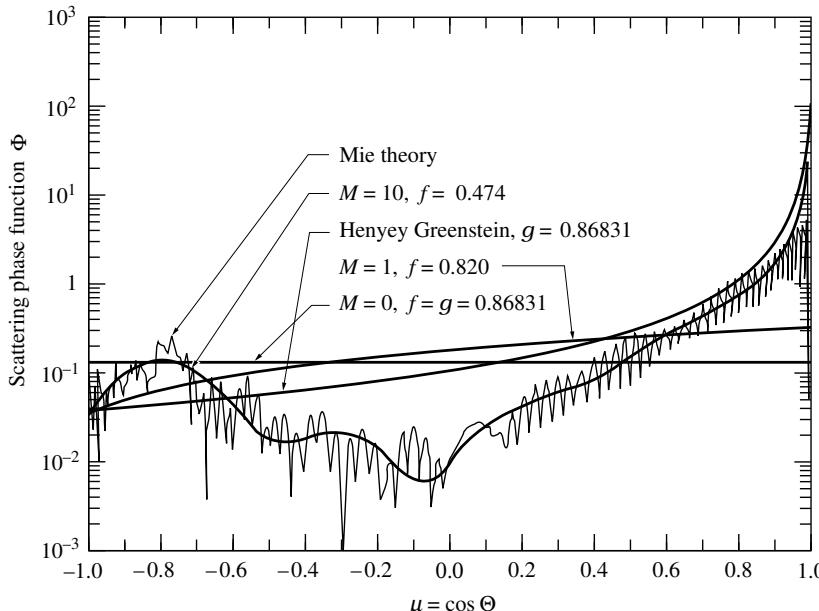 10³
10²
10¹
1
10⁻¹
10⁻²
10⁻³
Scattering phase function Φ
Mie theory
M = 10, f = 0.474
Henyey Greenstein, g = 0.86831
M = 1, f = 0.820
M = 0, f = g = 0.86831
−1.0 −0.8 −0.6 −0.4 −0.2 0.0 0.2 0.4 0.6 0.8 1.0
μ = cos Θ